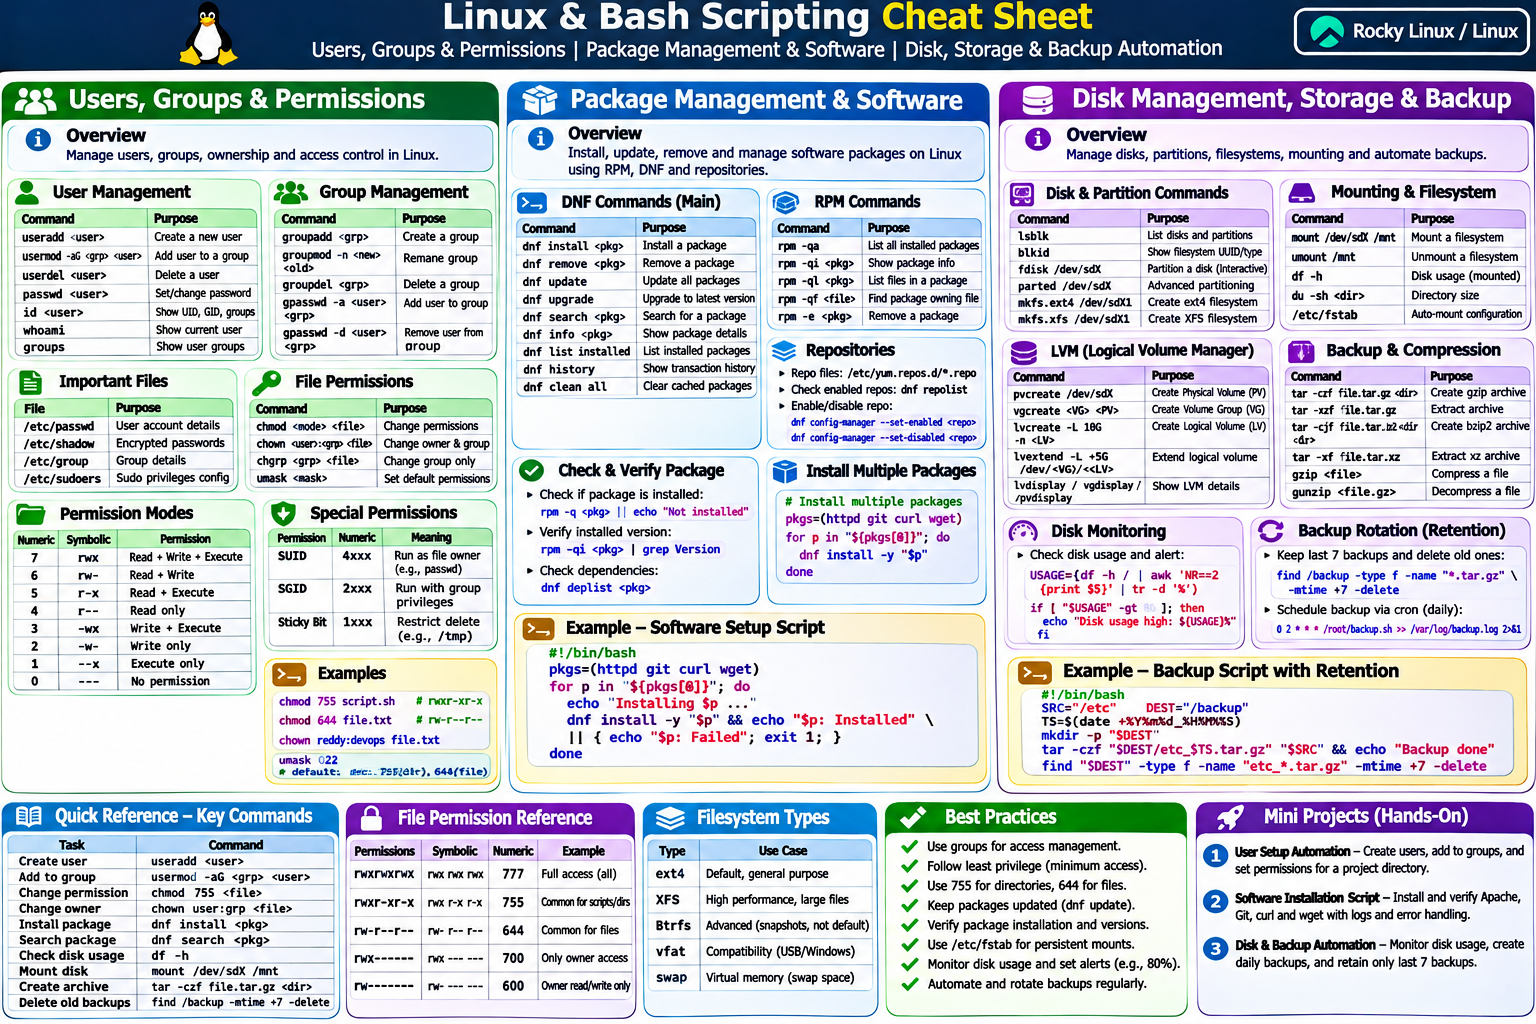 Linux & Bash Scripting Cheat Sheet
Users, Groups & Permissions | Package Management & Software | Disk, Storage & Backup Automation
Rocky Linux / Linux
Users, Groups & Permissions
Overview
Manage users, groups, ownership and access control in Linux.
User Management
Command Purpose
useradd <user> Create a new user
usermod -aG <grp> <user> Add user to a group
userdel <user> Delete a user
passwd <user> Set/change password
id <user> Show UID, GID, groups
whoami Show current user
groups Show user groups
Group Management
Command Purpose
groupadd <grp> Create a group
groupmod -n <new> Remane group
<old>
groupdel <grp> Delete a group
gpasswd -a <user> Add user to group
<grp>
gpasswd -d <user> Remove user from
<grp> group
Important Files
File Purpose
/etc/passwd User account details
/etc/shadow Encrypted passwords
/etc/group Group details
/etc/sudoers Sudo privileges config
File Permissions
Command Purpose
chmod <mode> <file> Change permissions
chown <user>:<grp> <file> Change owner & group
chgrp <grp> <file> Change group only
umask <mask> Set default permissions
Permission Modes
Numeric Symbolic Permission
7 rwx Read + Write + Execute
6 rw- Read + Write
5 r-x Read + Execute
4 r-- Read only
3 -wx Write + Execute
2 -w- Write only
1 --x Execute only
0 --- No permission
Special Permissions
Permission Numeric Meaning
SUID 4xxx Run as file owner
(e.g., passwd)
SGID 2xxx Run with group
privileges
Sticky Bit 1xxx Restrict delete
(e.g., /tmp)
Examples
chmod 755 script.sh # rwxr-xr-x
chmod 644 file.txt # rw-r--r--
chown reddy:devops file.txt
umask 022
# default: 755(dir), 644(file)
Package Management & Software
Overview
Install, update, remove and manage software packages on Linux
using RPM, DNF and repositories.
DNF Commands (Main)
Command Purpose
dnf install <pkg> Install a package
dnf remove <pkg> Remove a package
dnf update Update all packages
dnf upgrade Upgrade to latest version
dnf search <pkg> Search for a package
dnf info <pkg> Show package details
dnf list installed List installed packages
dnf history Show transaction history
dnf clean all Clear cached packages
RPM Commands
Command Purpose
rpm -qa List all installed packages
rpm -qi <pkg> Show package info
rpm -ql <pkg> List files in a package
rpm -qf <file> Find package owning file
rpm -e <pkg> Remove a package
Repositories
▸ Repo files: /etc/yum.repos.d/*.repo
▸ Check enabled repos: dnf repolist
▸ Enable/disable repo:
dnf config-manager --set-enabled <repo>
dnf config-manager --set-disabled <repo>
Check & Verify Package
▸ Check if package is installed:
rpm -q <pkg> || echo "Not installed"
▸ Verify installed version:
rpm -qi <pkg> | grep Version
▸ Check dependencies:
dnf deplist <pkg>
Install Multiple Packages
# Install multiple packages
pkgs=(httpd git curl wget)
for p in "${pkgs[@]}"; do
dnf install -y "$p"
done
Example – Software Setup Script
#!/bin/bash
pkgs=(httpd git curl wget)
for p in "${pkgs[@]}"; do
echo "Installing $p ..."
dnf install -y "$p" && echo "$p: Installed" \
|| { echo "$p: Failed"; exit 1; }
done
Disk Management, Storage & Backup
Overview
Manage disks, partitions, filesystems, mounting and automate backups.
Disk & Partition Commands
Command Purpose
lsblk List disks and partitions
blkid Show filesystem UUID/type
fdisk /dev/sdX Partition a disk (Interactive)
parted /dev/sdX Advanced partitioning
mkfs.ext4 /dev/sdX1 Create ext4 filesystem
mkfs.xfs /dev/sdX1 Create XFS filesystem
Mounting & Filesystem
Command Purpose
mount /dev/sdX /mnt Mount a filesystem
umount /mnt Unmount a filesystem
df -h Disk usage (mounted)
du -sh <dir> Directory size
/etc/fstab Auto-mount configuration
LVM (Logical Volume Manager)
Command Purpose
pvcreate /dev/sdX Create Physical Volume (PV)
vgcreate <VG> <PV> Create Volume Group (VG)
lvcreate -L 10G Create Logical Volume (LV)
-n <LV>
lvextend -L +5G Extend logical volume
/dev/<VG)/<<LV>
lvdisplay / vgdisplay / Show LVM details
/pvdisplay
Backup & Compression
Command Purpose
tar -czf file.tar.gz <dir> Create gzip archive
tar -xzf file.tar.gz Extract archive
tar -cjf file.tar.bz2 <dir Create bzip2 archive
<dr>
tar -xf file.tar.xz Extract xz archive
gzip <file> Compress a file
gunzip <file.gz> Decompress a file
Disk Monitoring
▸ Check disk usage and alert:
USAGE={df -h / | awk 'NR==2
{print $5}' | tr -d '%')
if [ "$USAGE" -gt 80 ]; then
echo "Disk usage high: ${USAGE}%"
fi
Backup Rotation (Retention)
▸ Keep last 7 backups and delete old ones:
find /backup -type f -name "*.tar.gz" \
-mtime +7 -delete
▸ Schedule backup via cron (daily):
0 2 * * * /root/backup.sh >> /var/log/backup.log 2>&1
Example – Backup Script with Retention
#!/bin/bash
SRC="/etc" DEST="/backup"
TS=$(date +%Y%m%d_%H%M%S)
mkdir -p "$DEST"
tar -czf "$DEST/etc_$TS.tar.gz" "$SRC" && echo "Backup done"
find "$DEST" -type f -name "etc_*.tar.gz" -mtime +7 -delete
Quick Reference – Key Commands
Task Command
Create user useradd <user>
Add to group usermod -aG <grp> <user>
Change permission chmod 755 <file>
Change owner chown user:grp <file>
Install package dnf install <pkg>
Search package dnf search <pkg>
Check disk usage df -h
Mount disk mount /dev/sdX /mnt
Create archive tar -czf file.tar.gz <dir>
Delete old backups find /backup -mtime +7 -delete
File Permission Reference
Permissions Symbolic Numeric Example
rwxrwxrwx rwx rwx rwx 777 Full access (all)
rwxr-xr-x rwx r-x r-x 755 Common for scripts/dirs
rw-r--r-- rw- r-- r-- 644 Common for files
rwx------ rwx --- --- 700 Only owner access
rw------- rw- --- --- 600 Owner read/write only
Filesystem Types
Type Use Case
ext4 Default, general purpose
XFS High performance, large files
Btrfs Advanced (snapshots, not default)
vfat Compatibility (USB/Windows)
swap Virtual memory (swap space)
Best Practices
Use groups for access management.
Follow least privilege (minimum access).
Use 755 for directories, 644 for files.
Keep packages updated (dnf update).
Verify package installation and versions.
Use /etc/fstab for persistent mounts.
Monitor disk usage and set alerts (e.g., 80%).
Automate and rotate backups regularly.
Mini Projects (Hands-On)
1 User Setup Automation – Create users, add to groups, and
set permissions for a project directory.
2 Software Installation Script – Install and verify Apache,
Git, curl and wget with logs and error handling.
3 Disk & Backup Automation – Monitor disk usage, create
daily backups, and retain only last 7 backups.